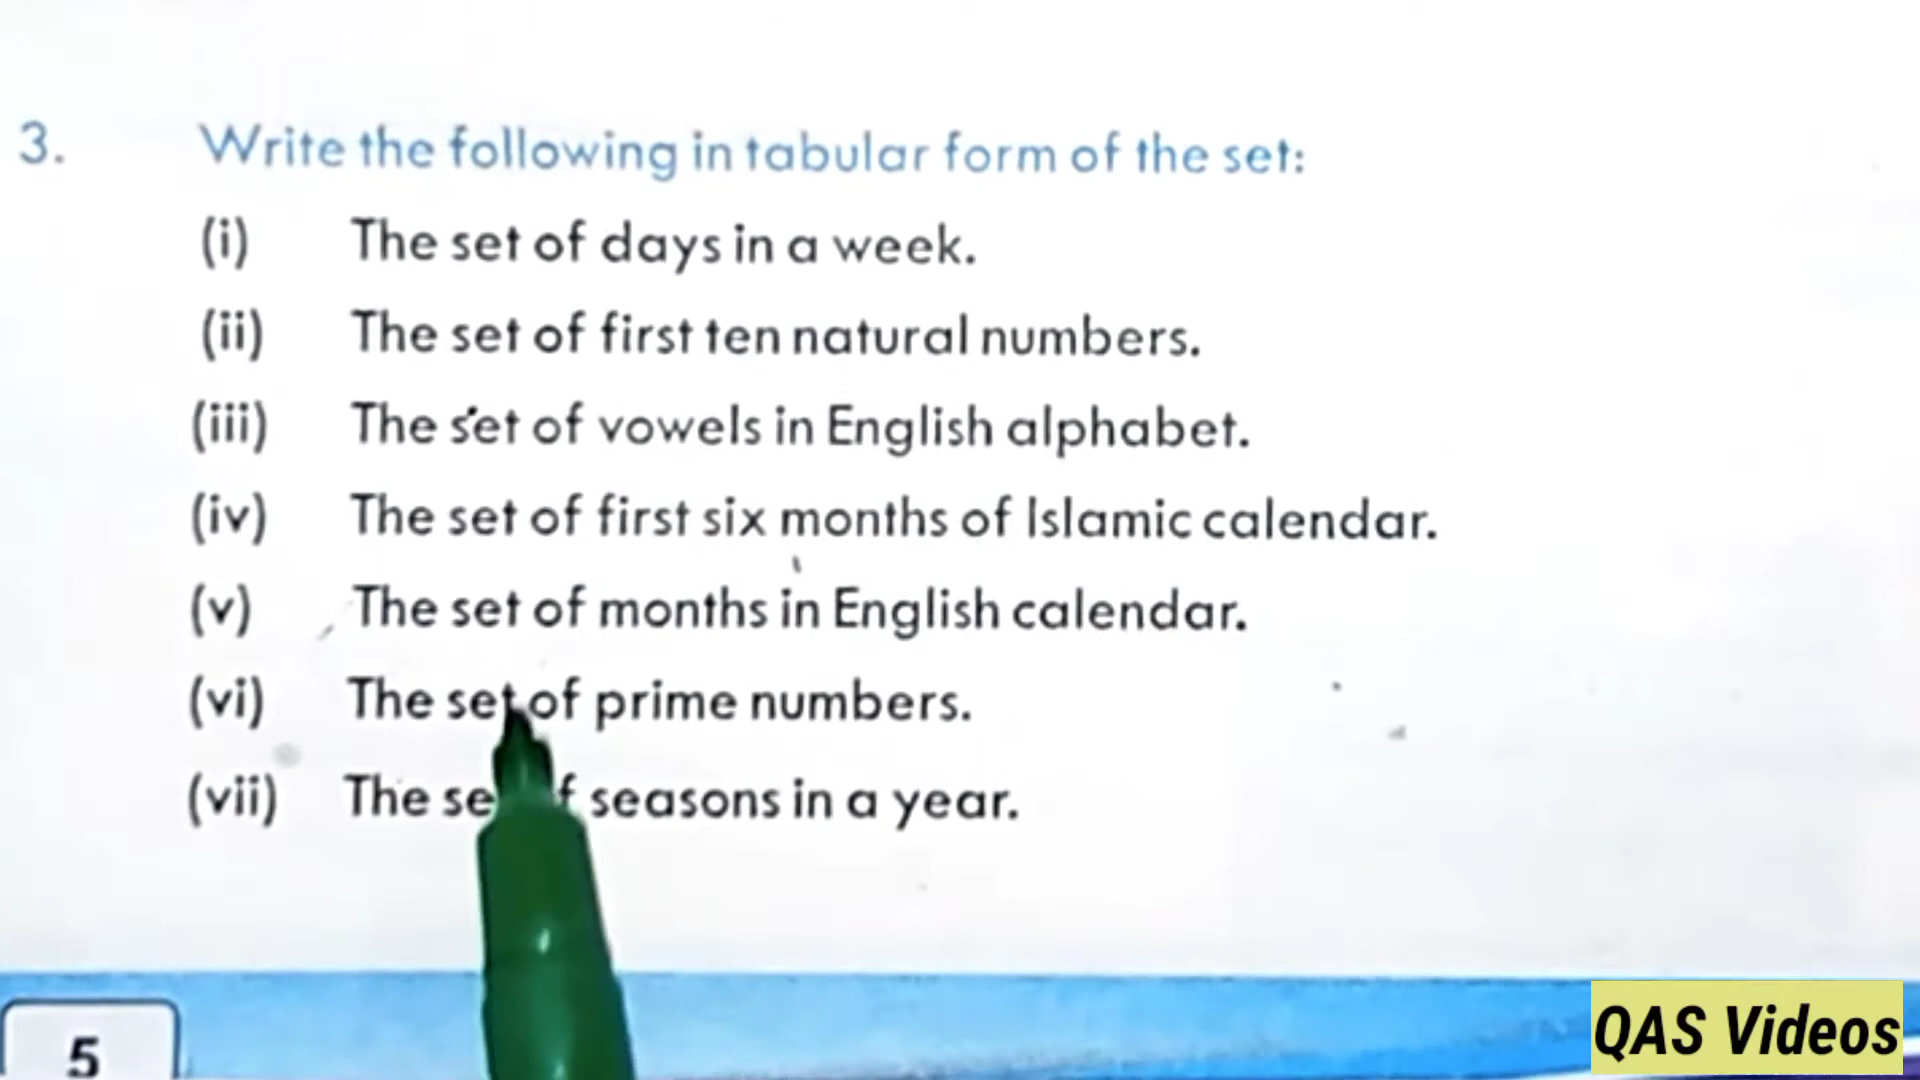 3. Write the following in tabular form of the set:
(i) The set of days in a week.
(ii) The set of first ten natural numbers.
(iii) The set of vowels in English alphabet.
(iv) The set of first six months of Islamic calendar.
(v) The set of months in English calendar.
(vi) The set of prime numbers.
(vii) The se f seasons in a year.
5
QAS Videos